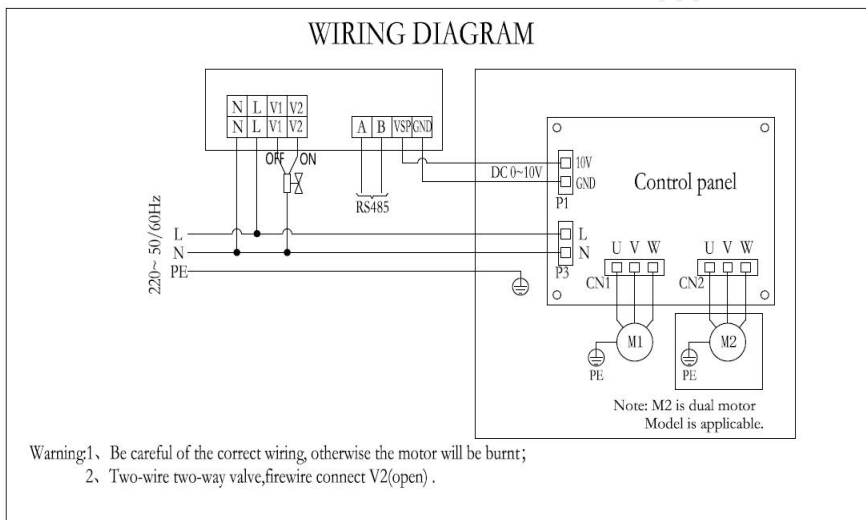 WIRING DIAGRAM
N L V1 V2
N L V1 V2
A B VSP GND
OFF ON
RS485
DC 0~10V
10V
GND
P1
Control panel
220~ 50/60Hz
L
N
PE
L
N
P3
U V W
CN1
U V W
CN2
M1
PE
M2
PE
Note: M2 is dual motor
Model is applicable.
Warning:1、Be careful of the correct wiring, otherwise the motor will be burnt;
2、Two-wire two-way valve,firewire connect V2(open) .